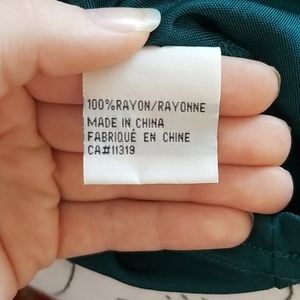 100%RAYON/RAYONNE
MADE IN CHINA
FABRIQUÉ EN CHINE
CA#11319